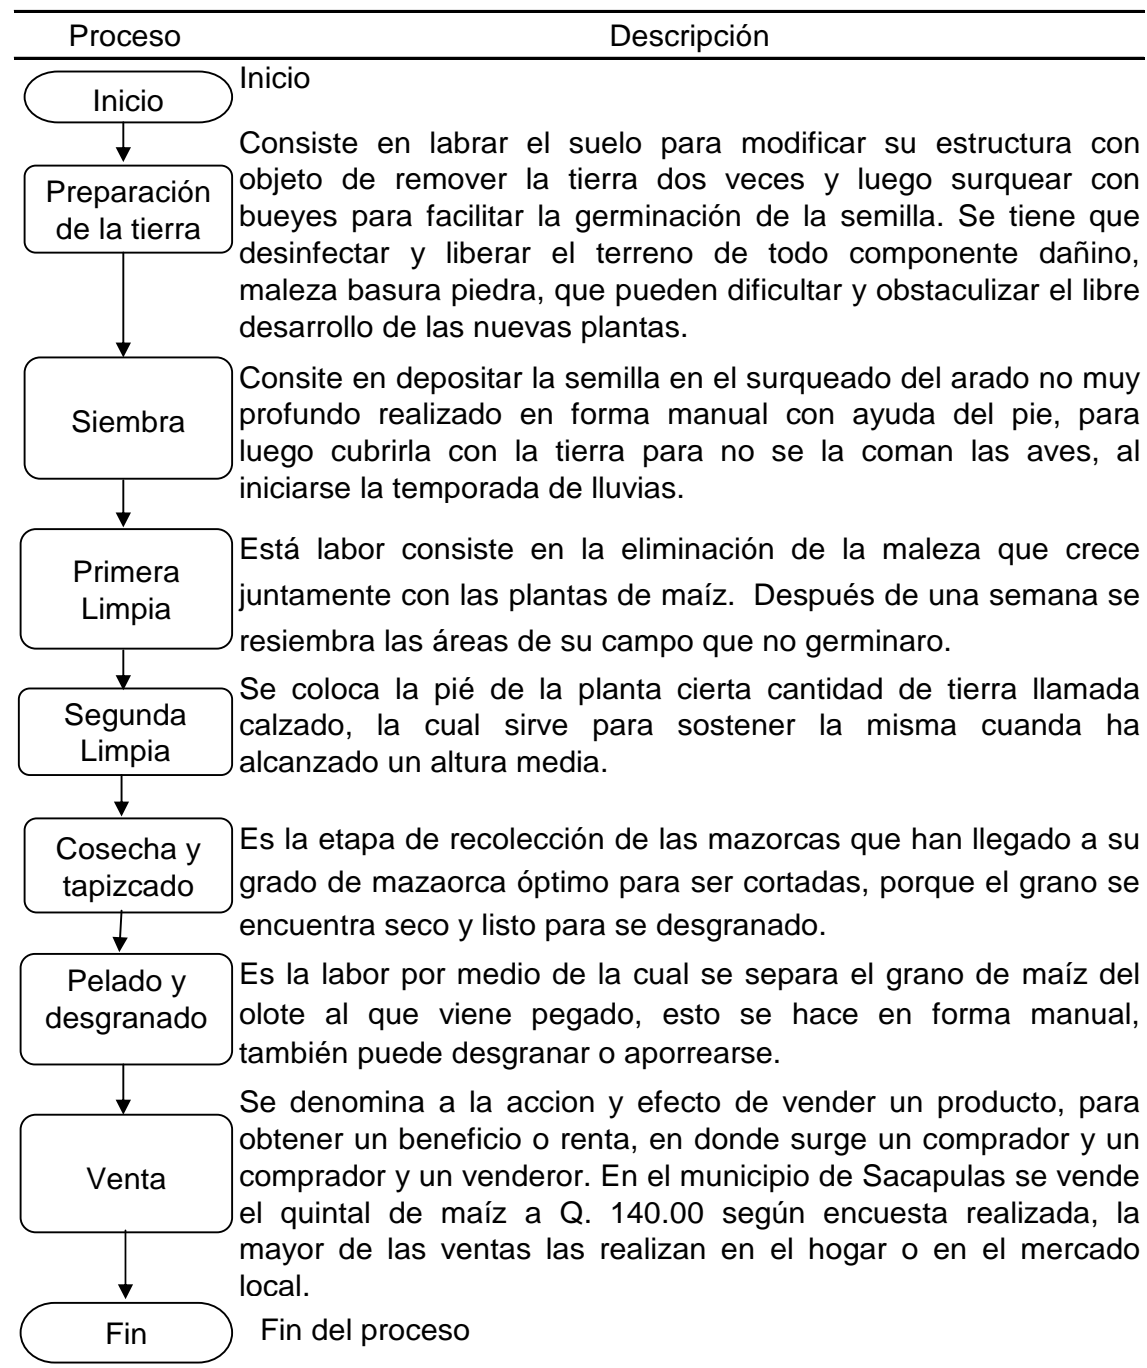 Proceso Descripción
Inicio
Inicio
Preparación
de la tierra
Consiste en labrar el suelo para modificar su estructura con
objeto de remover la tierra dos veces y luego surquear con
bueyes para facilitar la germinación de la semilla. Se tiene que
desinfectar y liberar el terreno de todo componente dañino,
maleza basura piedra, que pueden dificultar y obstaculizar el libre
desarrollo de las nuevas plantas.
Siembra
Consite en depositar la semilla en el surqueado del arado no muy
profundo realizado en forma manual con ayuda del pie, para
luego cubrirla con la tierra para no se la coman las aves, al
iniciarse la temporada de lluvias.
Primera
Limpia
Está labor consiste en la eliminación de la maleza que crece
juntamente con las plantas de maíz. Después de una semana se
resiembra las áreas de su campo que no germinaro.
Segunda
Limpia
Se coloca la pié de la planta cierta cantidad de tierra llamada
calzado, la cual sirve para sostener la misma cuanda ha
alcanzado un altura media.
Cosecha y
tapizcado
Es la etapa de recolección de las mazorcas que han llegado a su
grado de mazaorca óptimo para ser cortadas, porque el grano se
encuentra seco y listo para se desgranado.
Pelado y
desgranado
Es la labor por medio de la cual se separa el grano de maíz del
olote al que viene pegado, esto se hace en forma manual,
también puede desgranar o aporrearse.
Venta
Se denomina a la accion y efecto de vender un producto, para
obtener un beneficio o renta, en donde surge un comprador y un
comprador y un venderor. En el municipio de Sacapulas se vende
el quintal de maíz a Q. 140.00 según encuesta realizada, la
mayor de las ventas las realizan en el hogar o en el mercado
local.
Fin
Fin del proceso